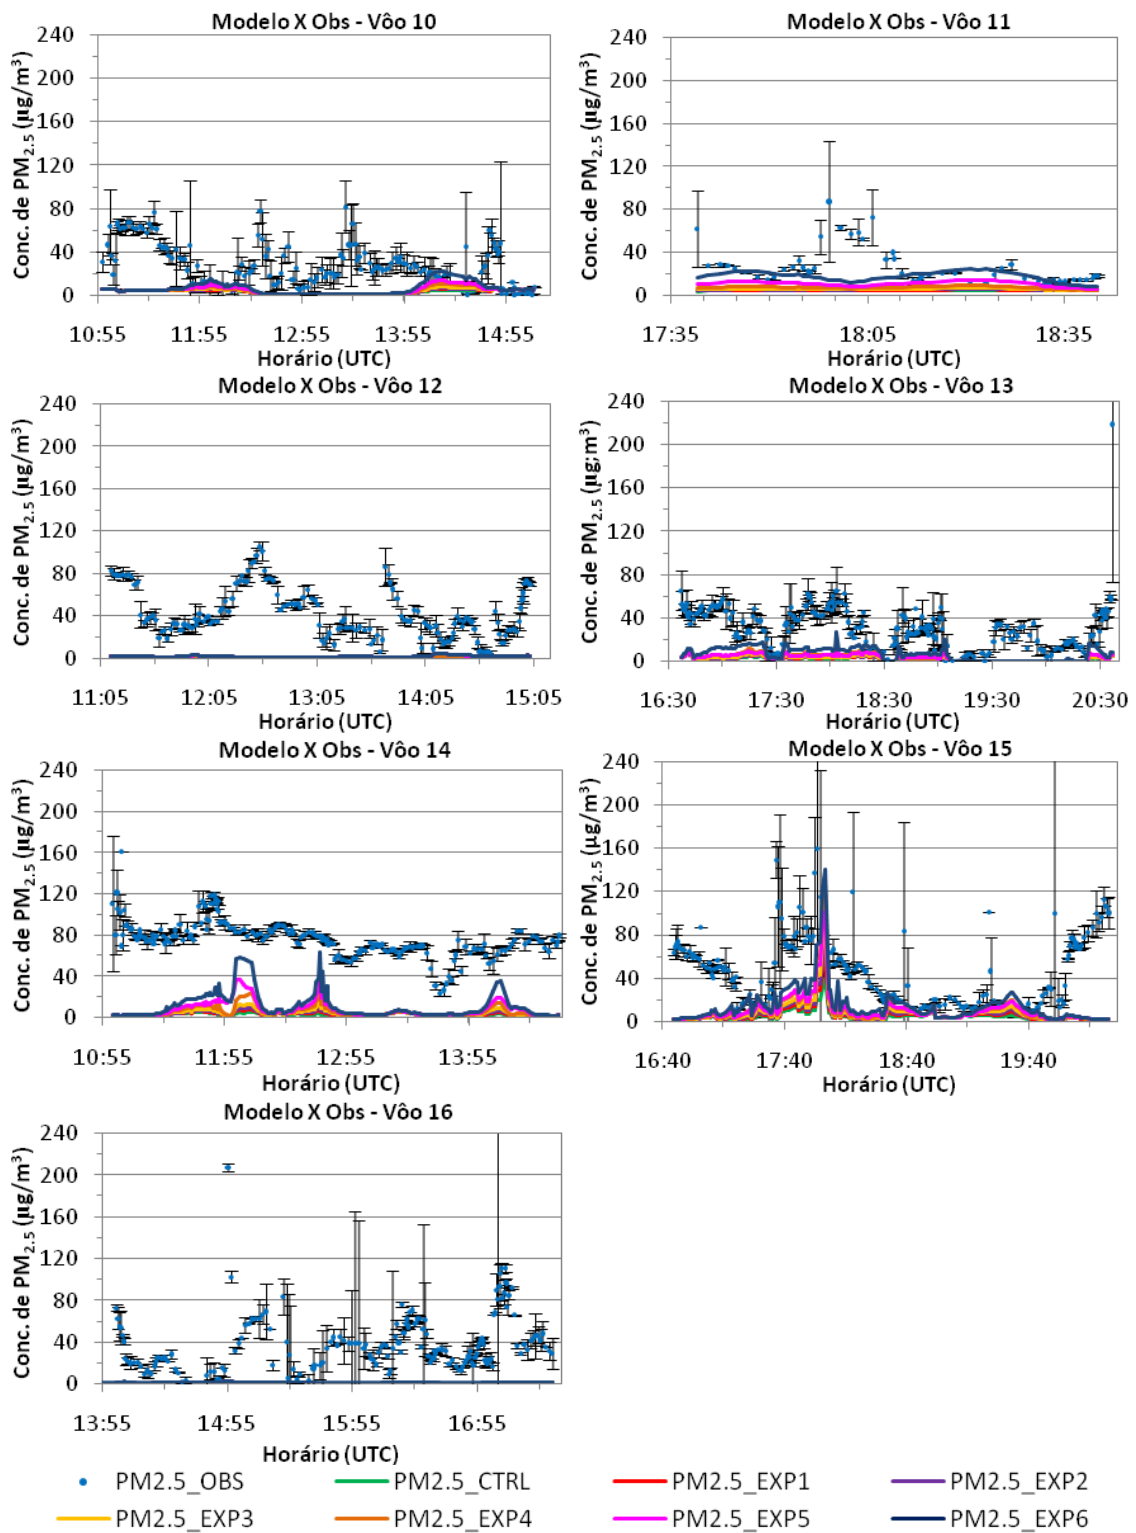 Modelo X Obs - Vôo 10
Conc. de PM2.5 (µg/m³)
240
200
160
120
80
40
0
10:55 11:55 12:55 13:55 14:55
Horário (UTC)
Modelo X Obs - Vôo 11
Conc. de PM2.5 (µg/m³)
240
200
160
120
80
40
0
17:35 18:05 18:35
Horário (UTC)
Modelo X Obs - Vôo 12
Conc. de PM2.5 (µg/m³)
240
200
160
120
80
40
0
11:05 12:05 13:05 14:05 15:05
Horário (UTC)
Modelo X Obs - Vôo 13
Conc. de PM2.5 (µg;m³)
240
200
160
120
80
40
0
16:30 17:30 18:30 19:30 20:30
Horário (UTC)
Modelo X Obs - Vôo 14
Conc. de PM2.5 (µg/m³)
240
200
160
120
80
40
0
10:55 11:55 12:55 13:55
Horário (UTC)
Modelo X Obs - Vôo 15
Conc. de PM2.5 (µg/m³)
240
200
160
120
80
40
0
16:40 17:40 18:40 19:40
Horário (UTC)
Modelo X Obs - Vôo 16
Conc. de PM2.5 (µg/m³)
240
200
160
120
80
40
0
13:55 14:55 15:55 16:55
Horário (UTC)
PM2.5_OBS PM2.5_CTRL PM2.5_EXP1 PM2.5_EXP2
PM2.5_EXP3 PM2.5_EXP4 PM2.5_EXP5 PM2.5_EXP6